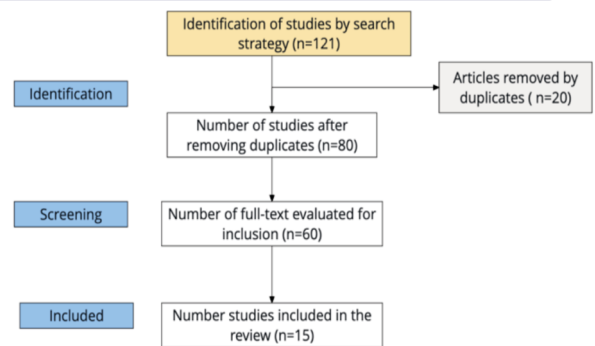 Identification of studies by search
strategy (n=121)
Articles removed by
duplicates ( n=20)
Identification
Number of studies after
removing duplicates (n=80)
Screening
Number of full-text evaluated for
inclusion (n=60)
Included
Number studies included in the
review (n=15)